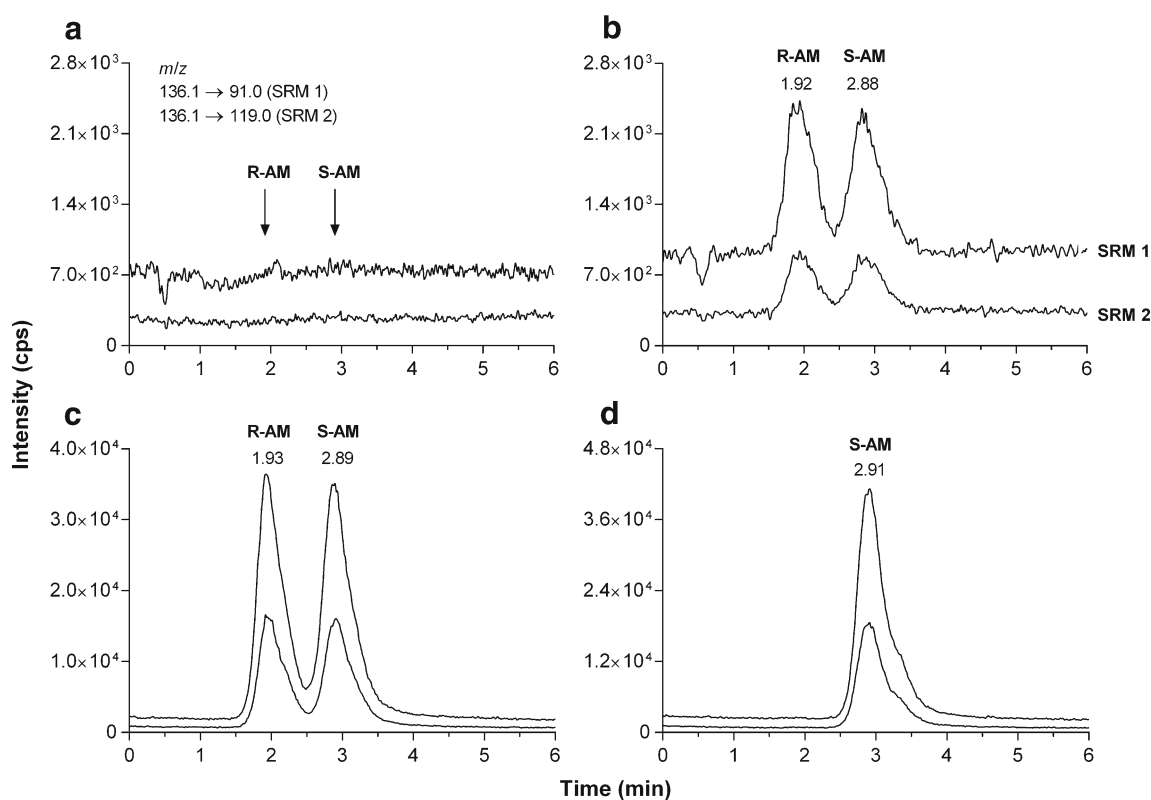 a
2.8×10³
2.1×10³
1.4×10³
7.0×10²
0
m/z
136.1 → 91.0 (SRM 1)
136.1 → 119.0 (SRM 2)
R-AM S-AM
0 1 2 3 4 5 6
b
2.8×10³
2.1×10³
1.4×10³
7.0×10²
0
R-AM S-AM
1.92 2.88
SRM 1
SRM 2
0 1 2 3 4 5 6
Intensity (cps)
c
4.0×10⁴
3.0×10⁴
2.0×10⁴
1.0×10⁴
0
R-AM S-AM
1.93 2.89
0 1 2 3 4 5 6
d
4.8×10⁴
3.6×10⁴
2.4×10⁴
1.2×10⁴
0
S-AM
2.91
0 1 2 3 4 5 6
Time (min)